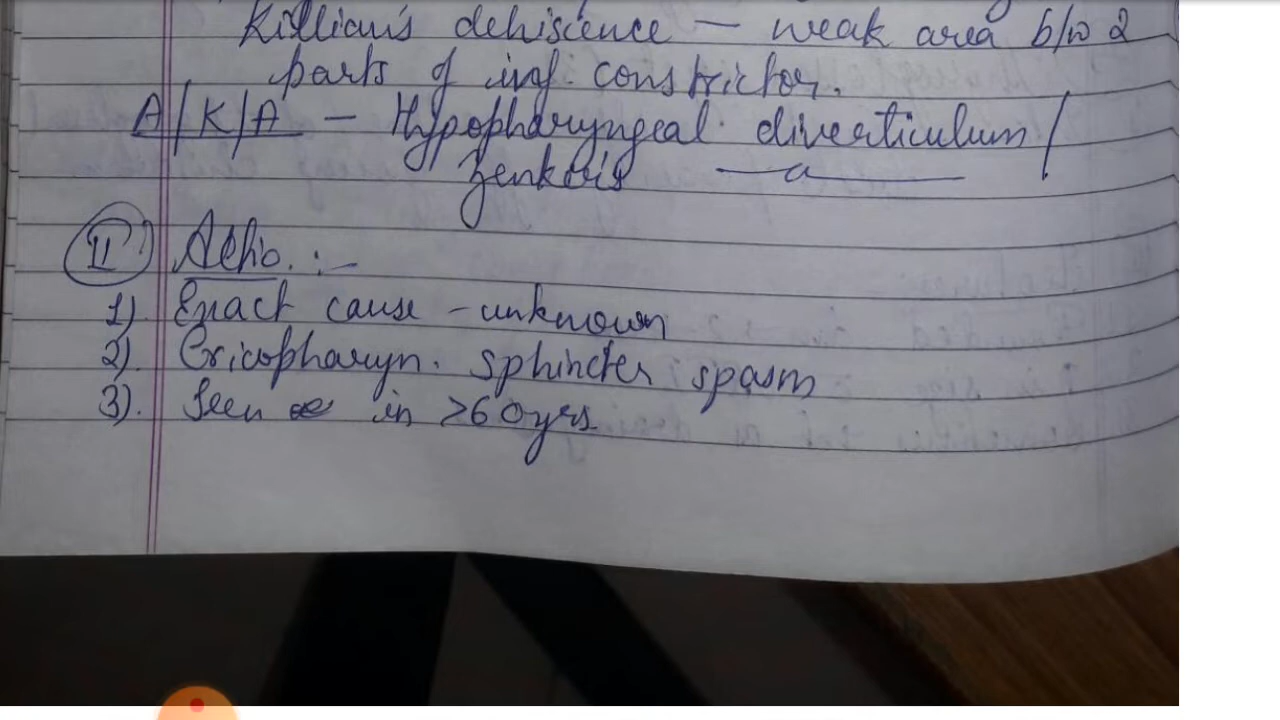 Killian's dehiscence — weak area b/w 2
parts of inf. constrictor.
A/K/A — Hypopharyngeal diverticulum /
Zenker's —〃—
II) Aetio. :-
1). Exact cause - unknown
2). Cricopharyn. sphincter spasm
3). Seen in >60yrs.